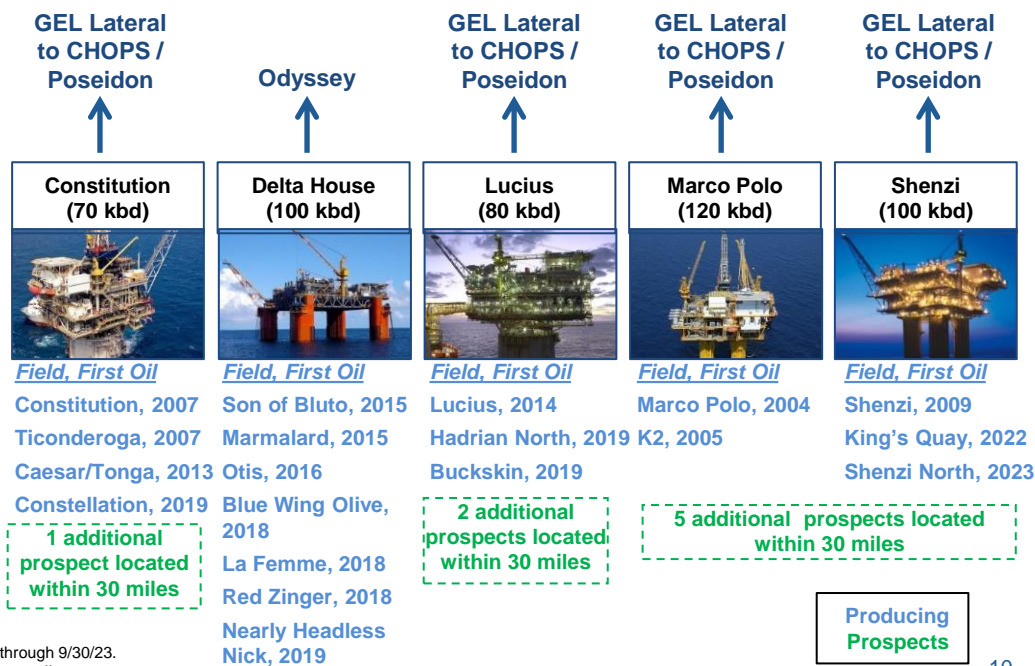 GEL Lateral
to CHOPS /
Poseidon
Odyssey
GEL Lateral
to CHOPS /
Poseidon
GEL Lateral
to CHOPS /
Poseidon
GEL Lateral
to CHOPS /
Poseidon
Constitution
(70 kbd)
Delta House
(100 kbd)
Lucius
(80 kbd)
Marco Polo
(120 kbd)
Shenzi
(100 kbd)
Field, First Oil
Constitution, 2007
Ticonderoga, 2007
Caesar/Tonga, 2013
Constellation, 2019
1 additional
prospect located
within 30 miles
Field, First Oil
Son of Bluto, 2015
Marmalard, 2015
Otis, 2016
Blue Wing Olive,
2018
La Femme, 2018
Red Zinger, 2018
Nearly Headless
Nick, 2019
Field, First Oil
Lucius, 2014
Hadrian North, 2019
Buckskin, 2019
2 additional
prospects located
within 30 miles
Field, First Oil
Marco Polo, 2004
K2, 2005
Field, First Oil
Shenzi, 2009
King's Quay, 2022
Shenzi North, 2023
5 additional prospects located
within 30 miles
Producing
Prospects
through 9/30/23.